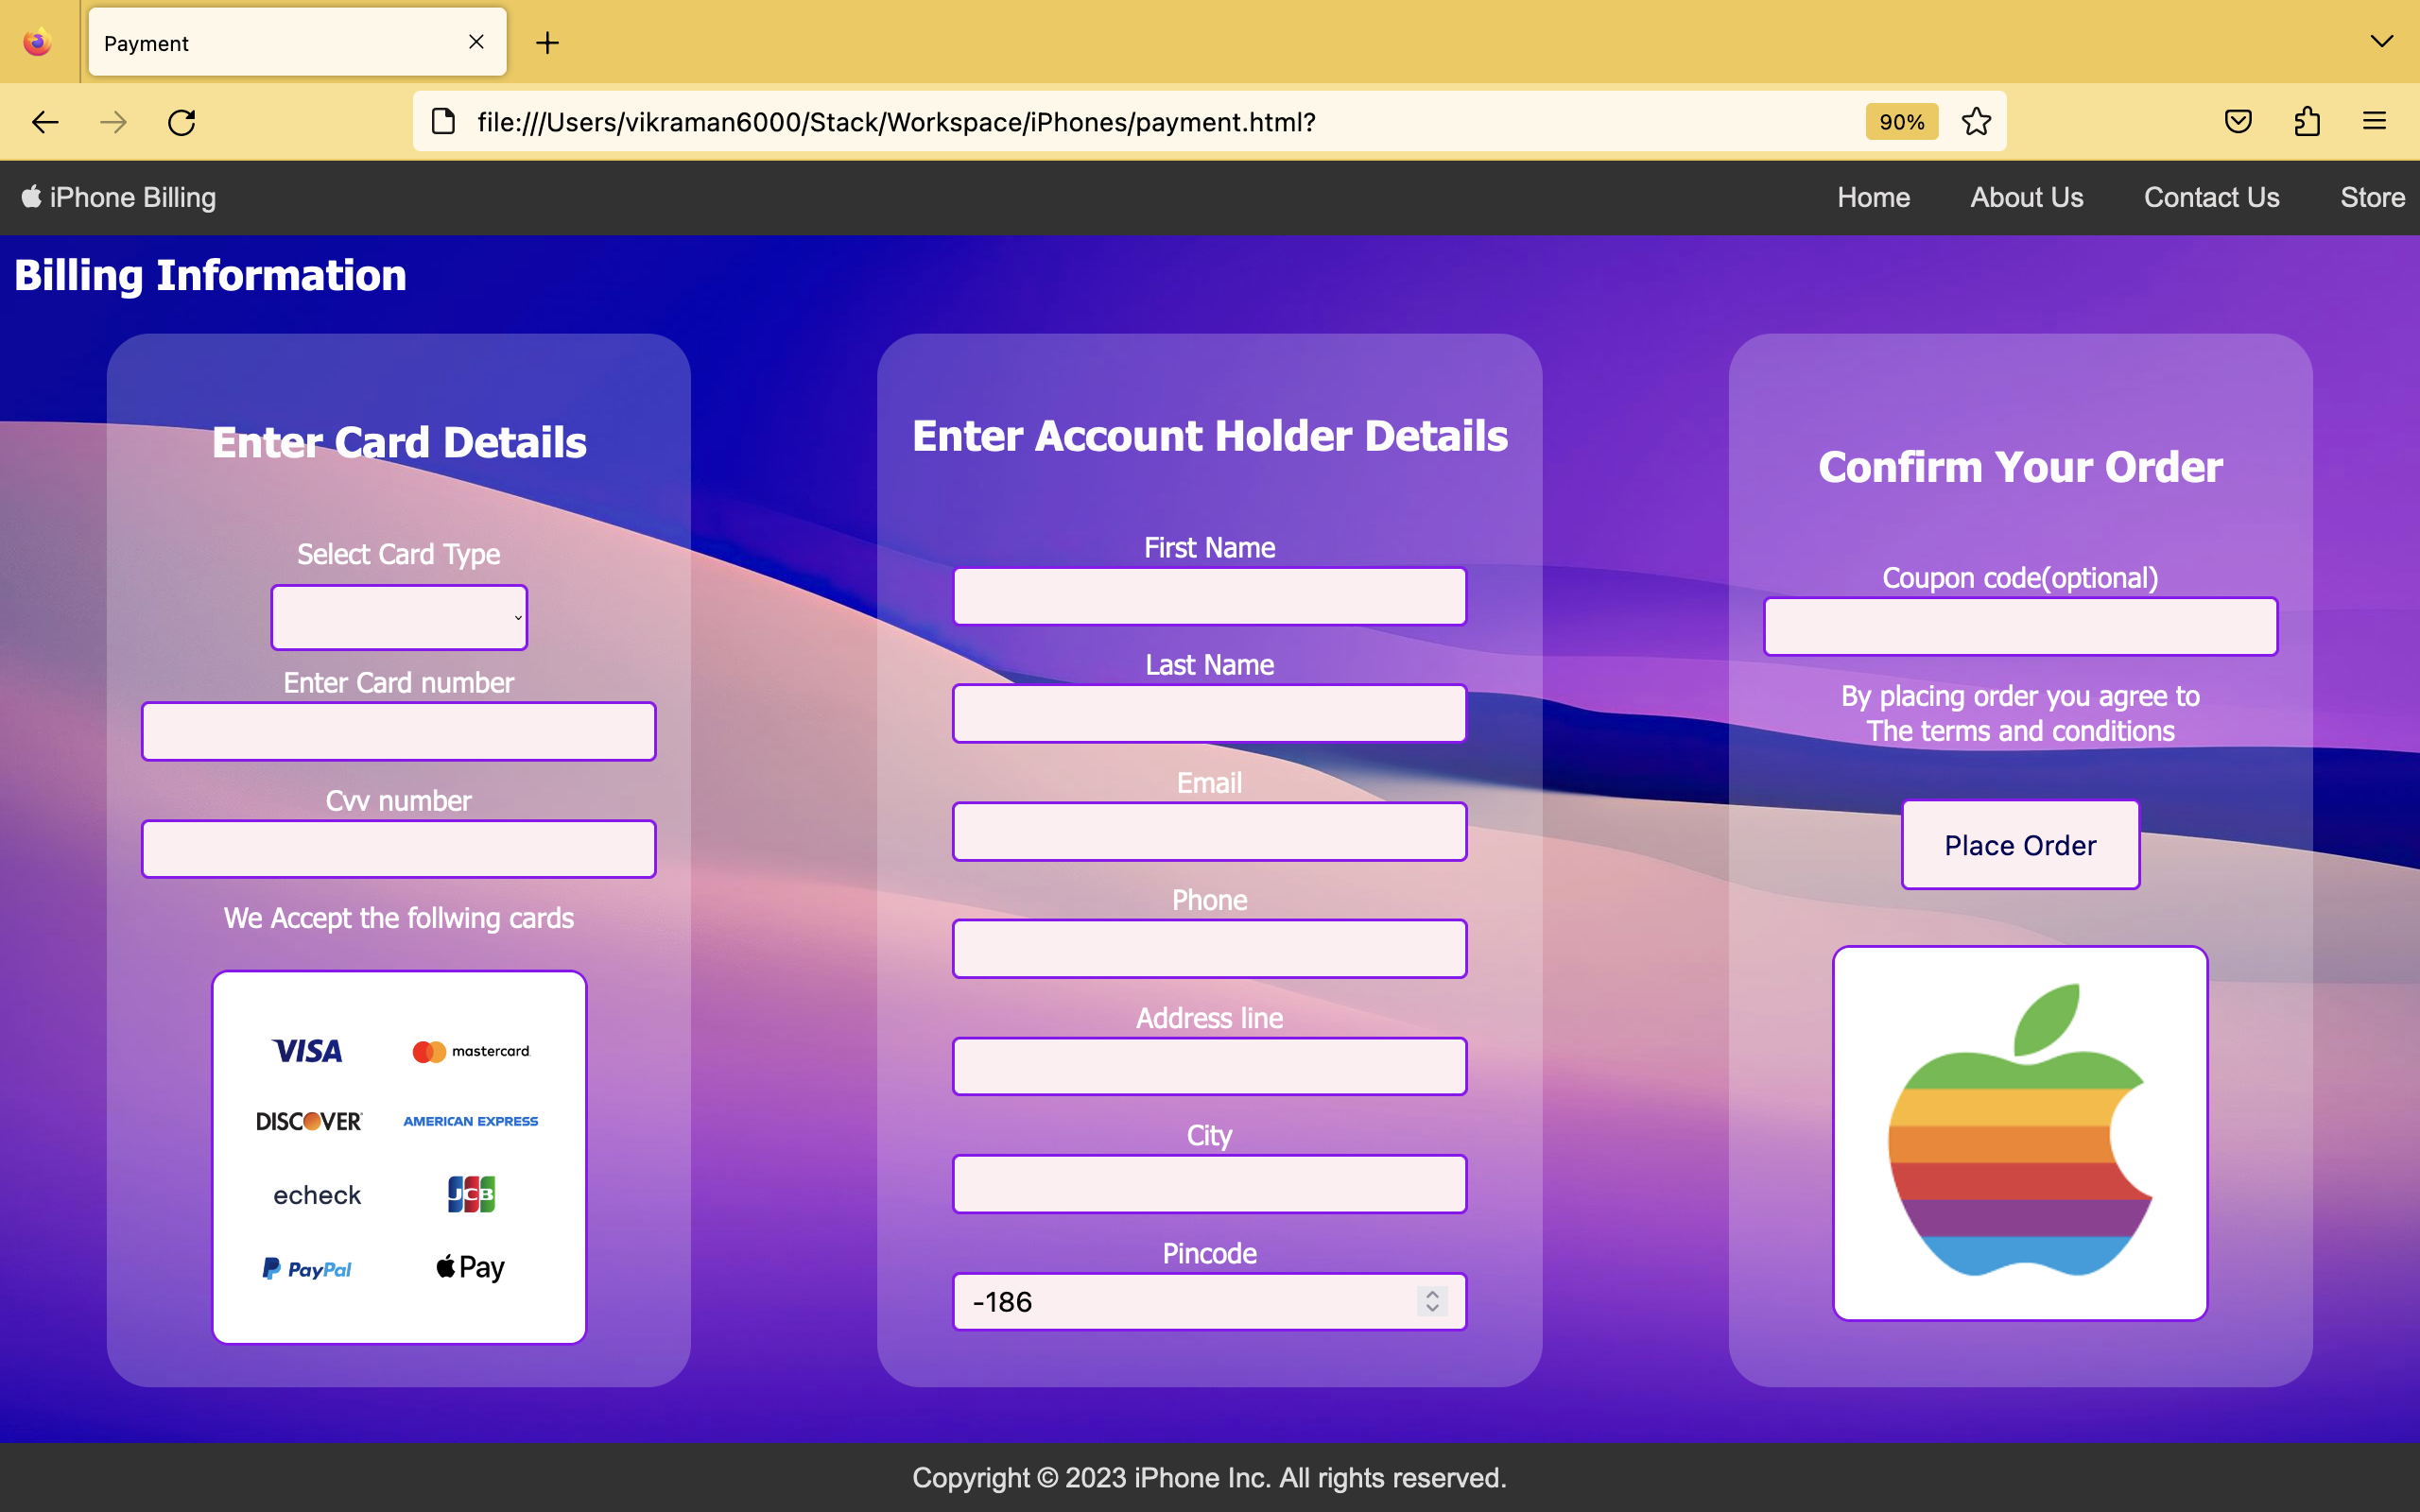 Payment
file:///Users/vikraman6000/Stack/Workspace/iPhones/payment.html?
90%
iPhone Billing
Home
About Us
Contact Us
Store
Billing Information
Enter Card Details
Select Card Type
Enter Card number
Cvv number
We Accept the follwing cards
VISA
mastercard.
DISCOVER
AMERICAN EXPRESS
echeck
JCB
PayPal
Pay
Enter Account Holder Details
First Name
Last Name
Email
Phone
Address line
City
Pincode
-186
Confirm Your Order
Coupon code(optional)
By placing order you agree to
The terms and conditions
Place Order
Copyright © 2023 iPhone Inc. All rights reserved.